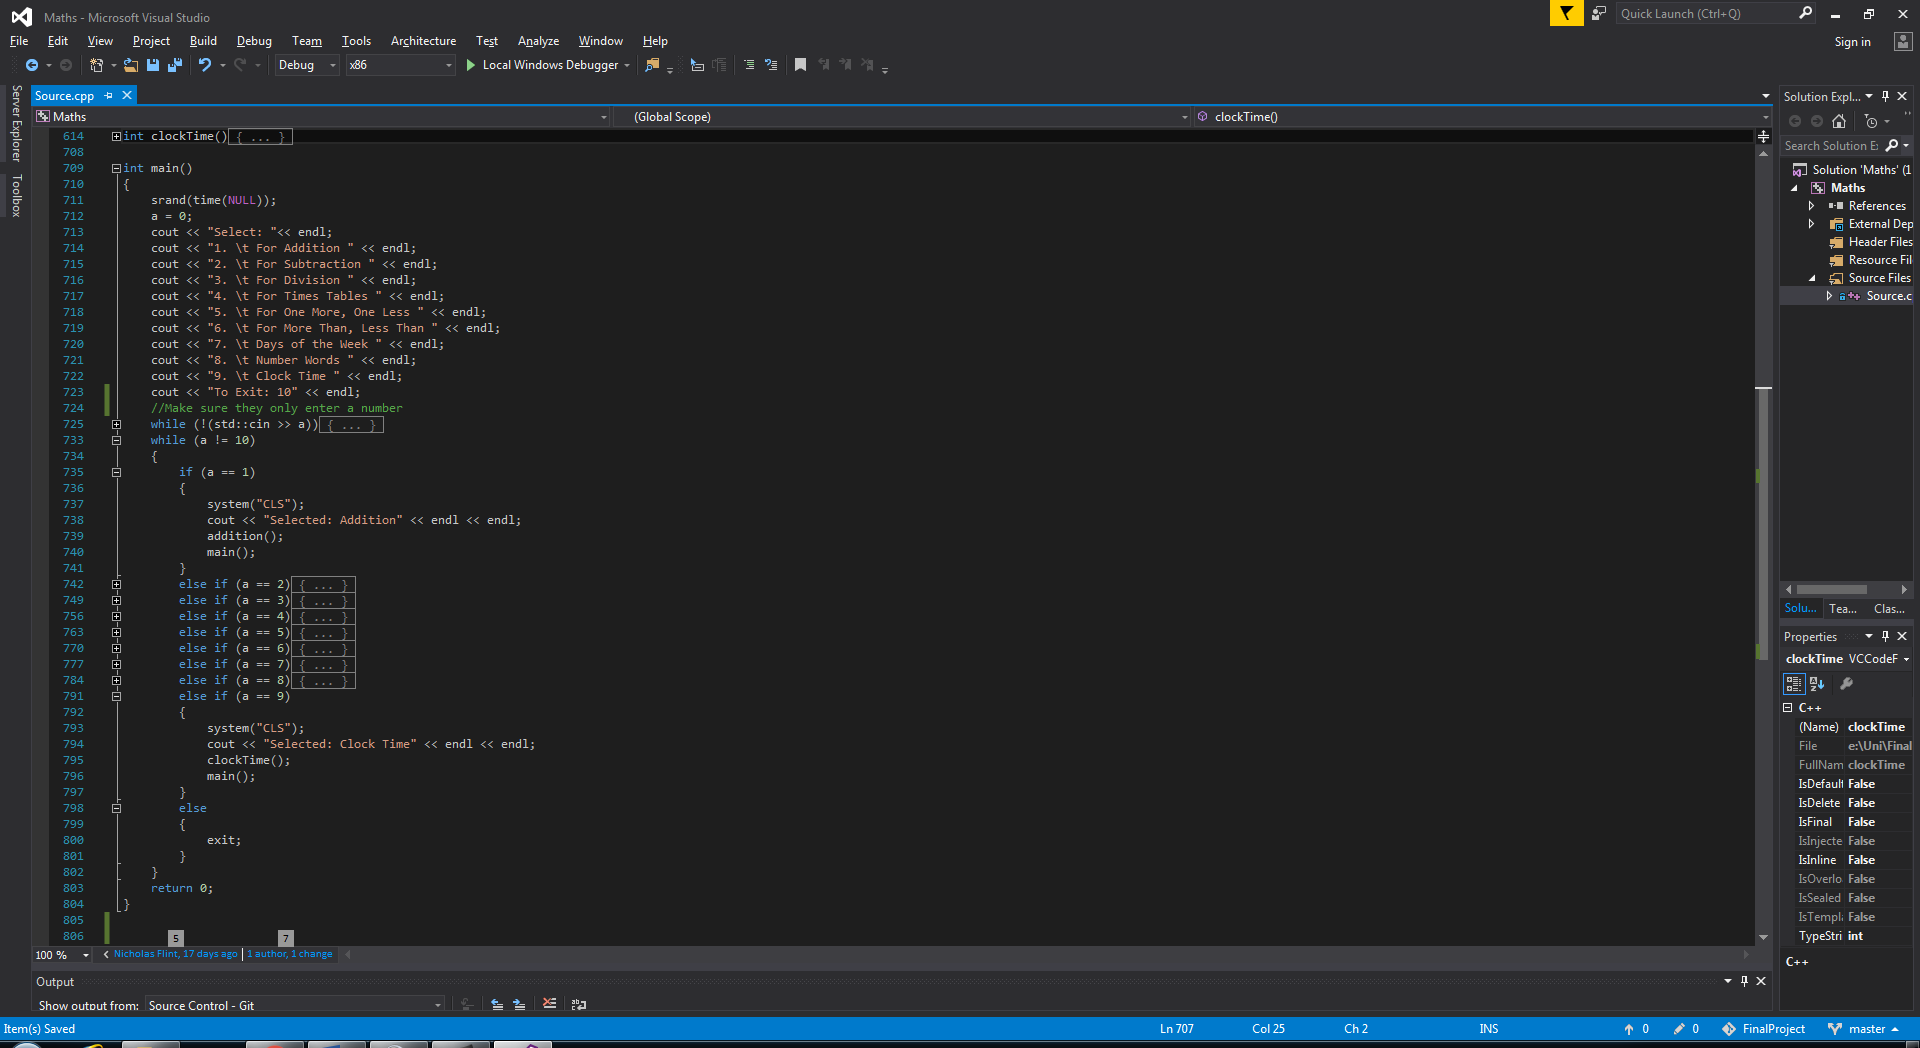 Maths - Microsoft Visual Studio
Quick Launch (Ctrl+Q)
File Edit View Project Build Debug Team Tools Architecture Test Analyze Window Help
Sign in
Debug x86 Local Windows Debugger
Server Explorer
Toolbox
Source.cpp
Maths (Global Scope) clockTime()
614 int clockTime(){ ... }
708
709 int main()
710 {
711 srand(time(NULL));
712 a = 0;
713 cout << "Select: "<< endl;
714 cout << "1. \t For Addition " << endl;
715 cout << "2. \t For Subtraction " << endl;
716 cout << "3. \t For Division " << endl;
717 cout << "4. \t For Times Tables " << endl;
718 cout << "5. \t For One More, One Less " << endl;
719 cout << "6. \t For More Than, Less Than " << endl;
720 cout << "7. \t Days of the Week " << endl;
721 cout << "8. \t Number Words " << endl;
722 cout << "9. \t Clock Time " << endl;
723 cout << "To Exit: 10" << endl;
724 //Make sure they only enter a number
725 while (!(std::cin >> a)){ ... }
733 while (a != 10)
734 {
735 if (a == 1)
736 {
737 system("CLS");
738 cout << "Selected: Addition" << endl << endl;
739 addition();
740 main();
741 }
742 else if (a == 2){ ... }
749 else if (a == 3){ ... }
756 else if (a == 4){ ... }
763 else if (a == 5){ ... }
770 else if (a == 6){ ... }
777 else if (a == 7){ ... }
784 else if (a == 8){ ... }
791 else if (a == 9)
792 {
793 system("CLS");
794 cout << "Selected: Clock Time" << endl << endl;
795 clockTime();
796 main();
797 }
798 else
799 {
800 exit;
801 }
802 }
803 return 0;
804 }
805
806
5 7
100 % Nicholas Flint, 17 days ago | 1 author, 1 change
Output
Show output from: Source Control - Git
Solution Expl...
Search Solution E
Solution 'Maths' (1
Maths
References
External Dep
Header Files
Resource Fil
Source Files
Source.c
Solu... Tea... Clas...
Properties
clockTime VCCodeF
C++
(Name) clockTime
File e:\Uni\Final
FullNam clockTime
IsDefault False
IsDelete False
IsFinal False
IsInjecte False
IsInline False
IsOverlo False
IsSealed False
IsTempl False
TypeStri int
C++
Item(s) Saved Ln 707 Col 25 Ch 2 INS 0 0 FinalProject master